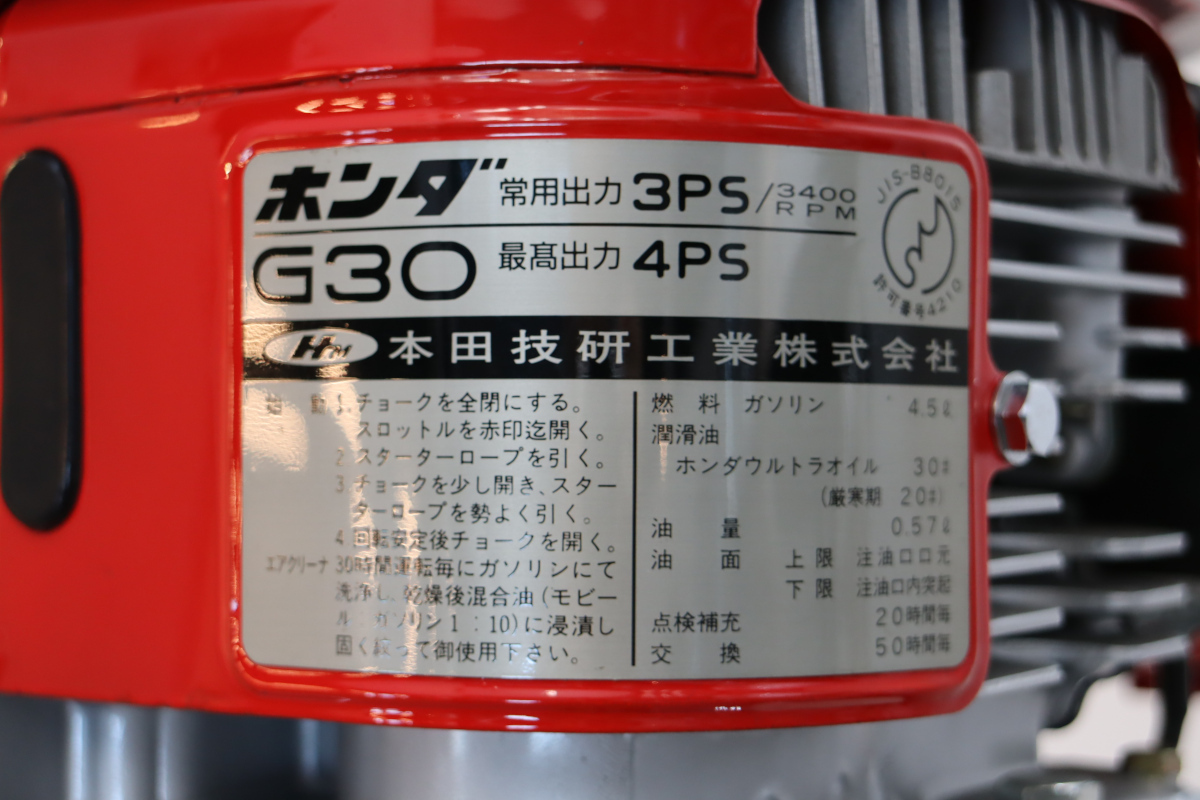 ホンダ 常用出力 3PS/3400RPM
G30 最高出力 4PS
JIS-B8015
許可番号4210
HM 本田技研工業株式会社
始動 1.チョークを全閉にする。
スロットルを赤印迄開く。
2.スターターロープを引く。
3.チョークを少し開き、スター
ターロープを勢よく引く。
4.回転安定後チョークを開く。
エアクリーナ 30時間運転毎にガソリンにて
洗浄し、乾燥後混合油(モビー
ル:ガソリン1:10)に浸漬し
固く絞って御使用下さい。
燃料 ガソリン 4.5ℓ
潤滑油
ホンダウルトラオイル 30#
(厳寒期 20#)
油量 0.57ℓ
油面 上限 注油口口元
下限 注油口内突起
点検補充 20時間毎
交換 50時間毎